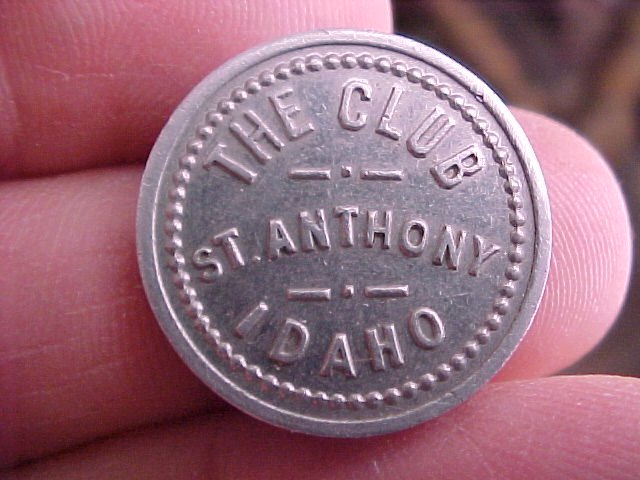 THE CLUB
ST. ANTHONY
IDAHO